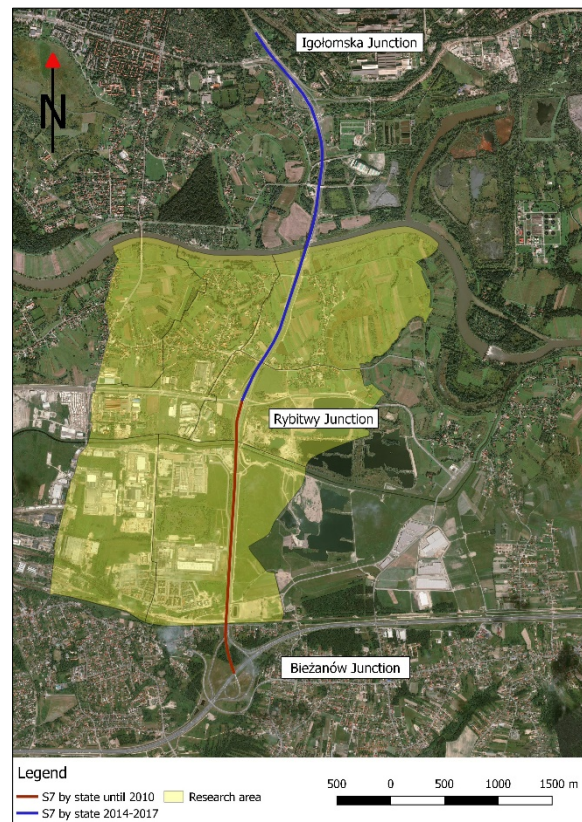 Igołomska Junction
N
Rybitwy Junction
Bieżanów Junction
Legend
S7 by state until 2010
Research area
S7 by state 2014-2017
500 0 500 1000 1500 m